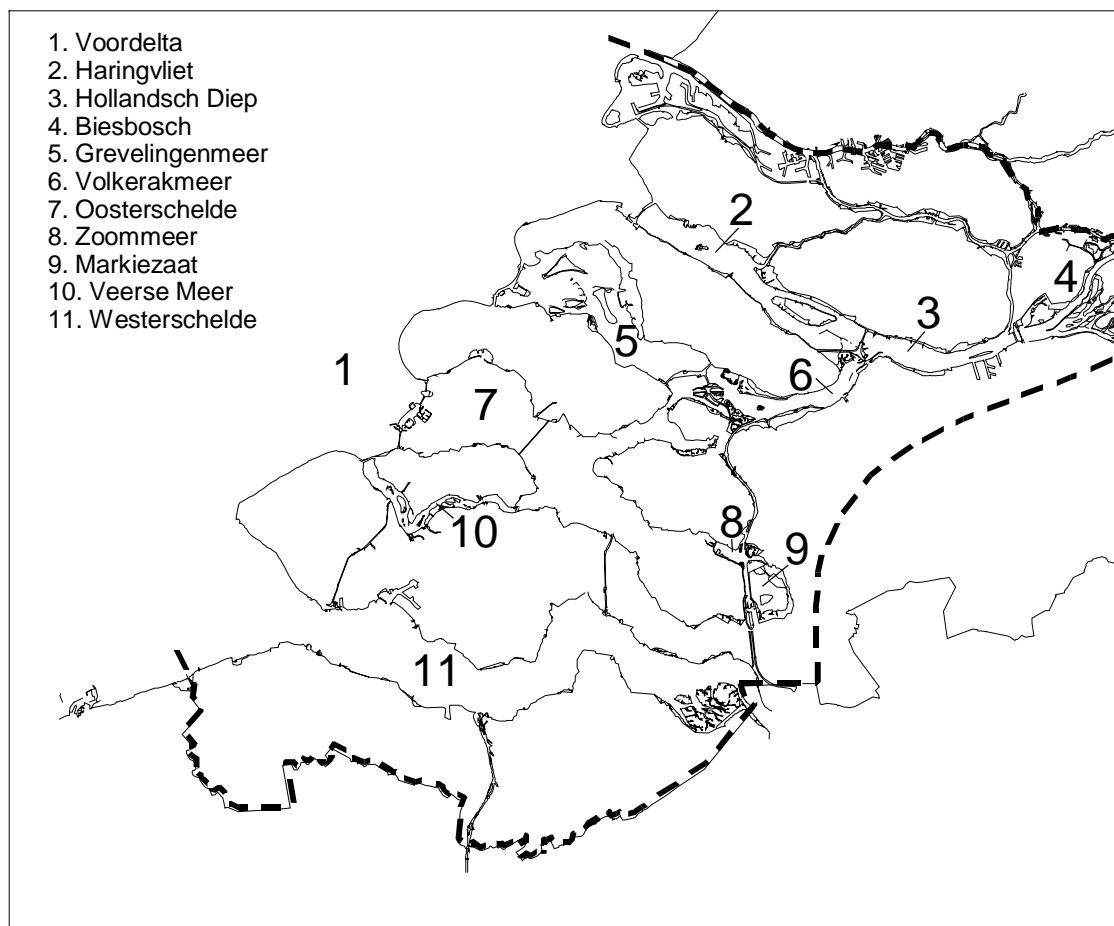 1. Voordelta
2. Haringvliet
3. Hollandsch Diep
4. Biesbosch
5. Grevelingenmeer
6. Volkerakmeer
7. Oosterschelde
8. Zoommeer
9. Markiezaat
10. Veerse Meer
11. Westerschelde
2
4
3
5
1
6
7
8
10
9
11